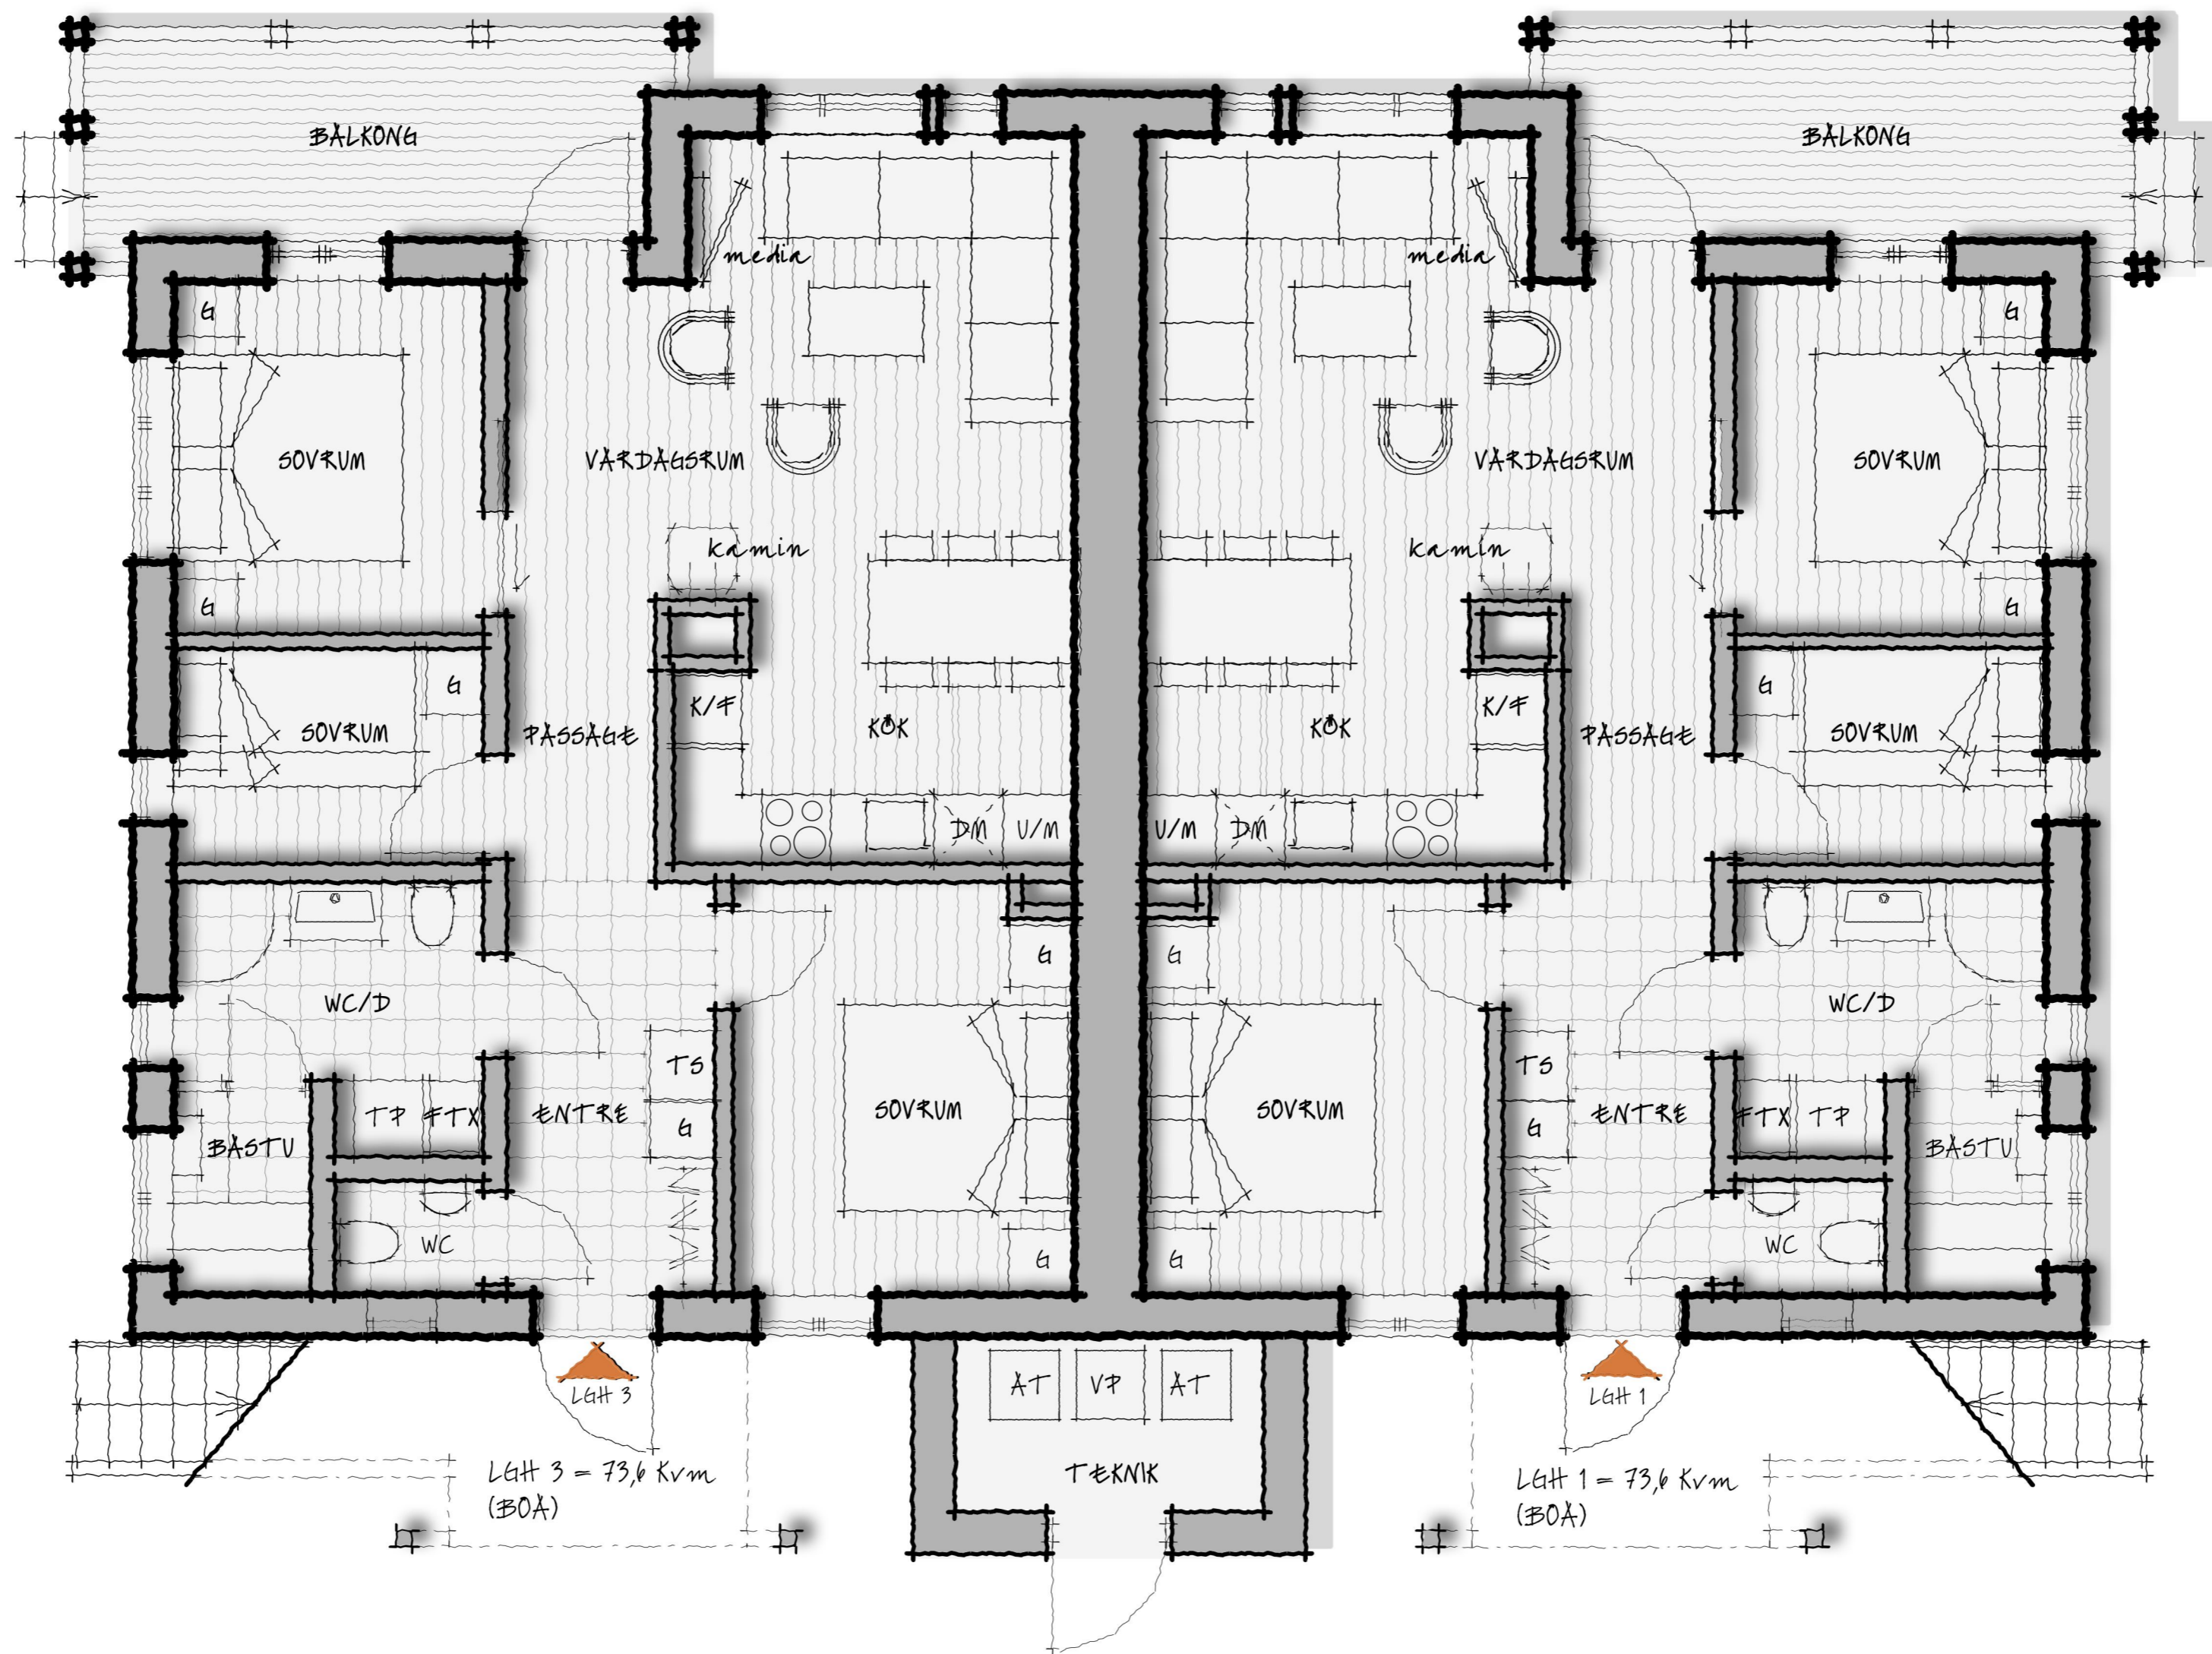 BALKONG
BALKONG
media
media
G
G
SOVRUM
VARDAGSRUM
VARDAGSRUM
SOVRUM
kamin
kamin
G
G
G
K/F
K/F
G
SOVRUM
PASSAGE
KÖK
KÖK
PASSAGE
SOVRUM
DM
U/M
U/M
DM
G
G
WC/D
WC/D
TS
TS
TP
FTX
ENTRE
SOVRUM
SOVRUM
ENTRE
FTX
TP
G
G
BASTU
BASTU
WC
G
G
WC
LGH 3
AT
VP
AT
LGH 1
LGH 3 = 73,6 Kvm
(BOA)
TEKNIK
LGH 1 = 73,6 Kvm
(BOA)